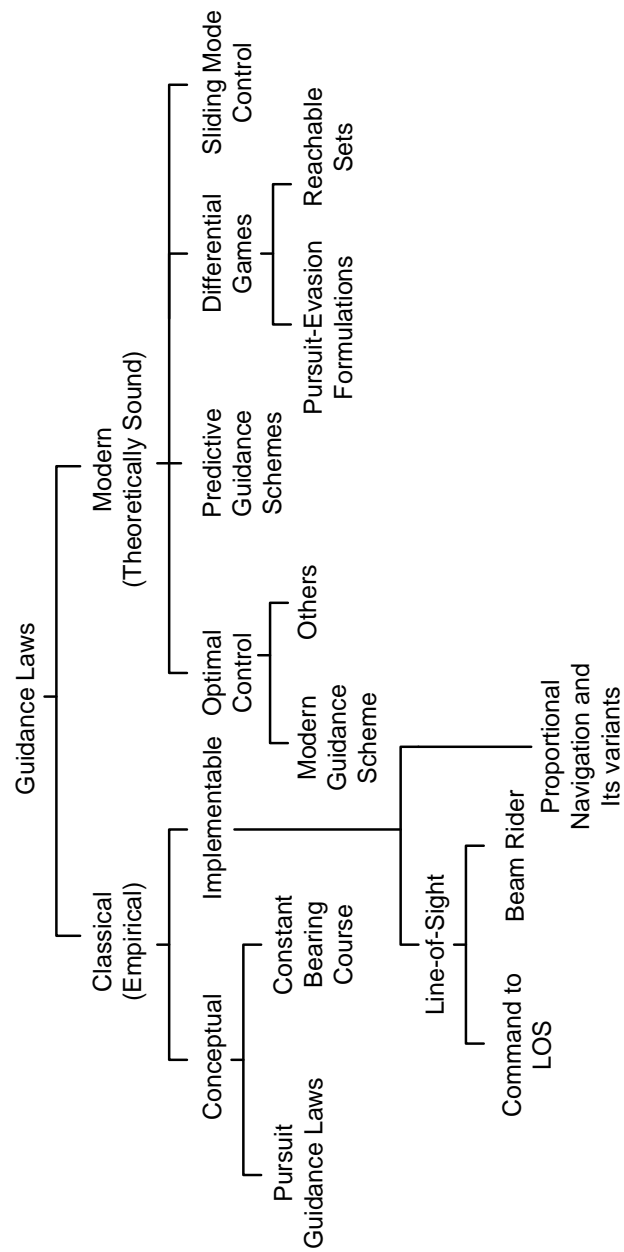 Guidance Laws
Classical
(Empirical)
Modern
(Theoretically Sound)
Conceptual
Implementable
Optimal
Control
Predictive
Guidance
Schemes
Differential
Games
Sliding Mode
Control
Pursuit
Guidance Laws
Constant
Bearing
Course
Modern
Guidance
Scheme
Others
Pursuit-Evasion
Formulations
Reachable
Sets
Line-of-Sight
Proportional
Navigation and
Its variants
Command to
LOS
Beam Rider